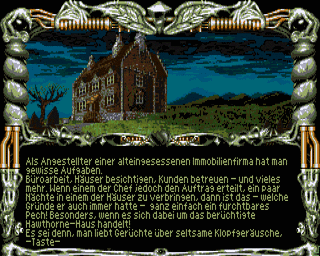 Als Angestellter einer alteingesessenen Immobilienfirma hat man
gewisse Aufgaben.
Büroarbeit, Häuser besichtigen, Kunden betreuen - und vieles
mehr. Wenn einem der Chef jedoch den Auftrag erteilt, ein paar
Nächte in einem der Häuser zu verbringen, dann ist das - welche
Gründe er auch immer hatte - ganz einfach ein furchtbares
Pech! Besonders, wenn es sich dabei um das berüchtigte
Hawthorne-Haus handelt!
Es sei denn, man liebt Gerüchte über seltsame Klopfgeräusche,
-Taste-